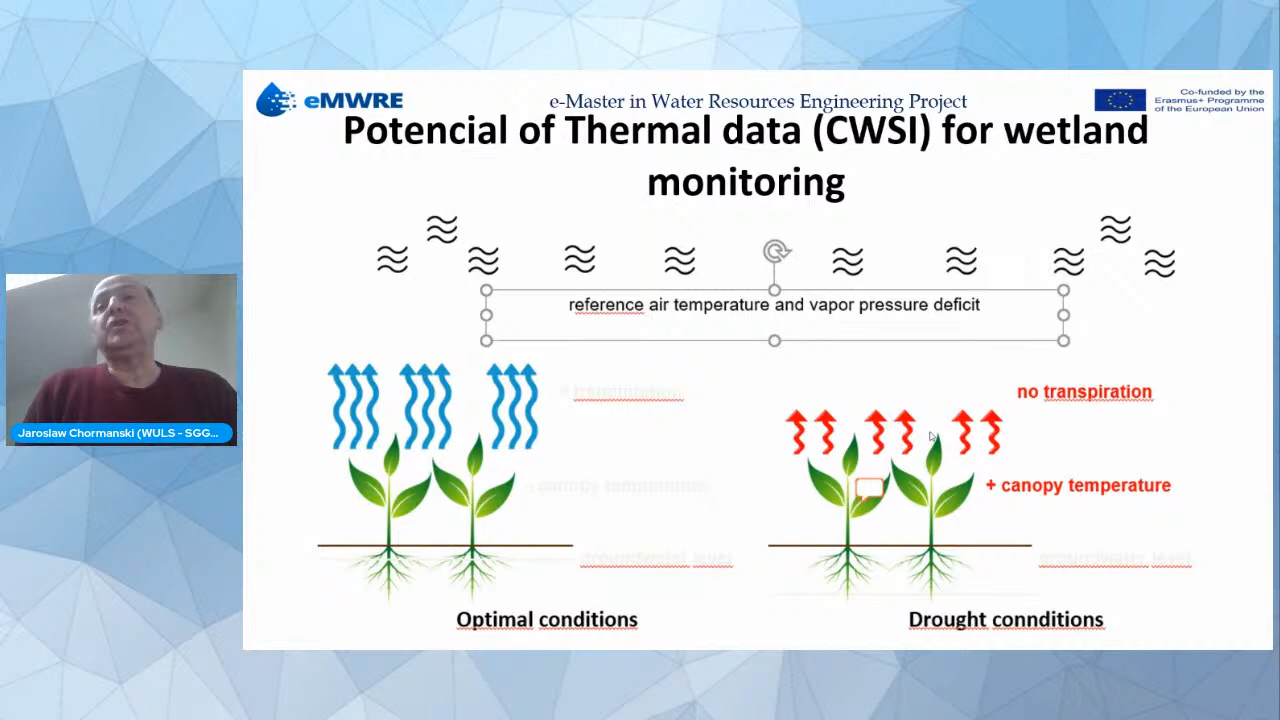 eMWRE
e-Master in Water Resources Engineering Project
Co-funded by the
Erasmus+ Programme
of the European Union
Potencial of Thermal data (CWSI) for wetland
monitoring
reference air temperature and vapor pressure deficit
no transpiration
+ canopy temperature
Optimal conditions
Drought connditions
Jaroslaw Chormanski (WULS - SGG...